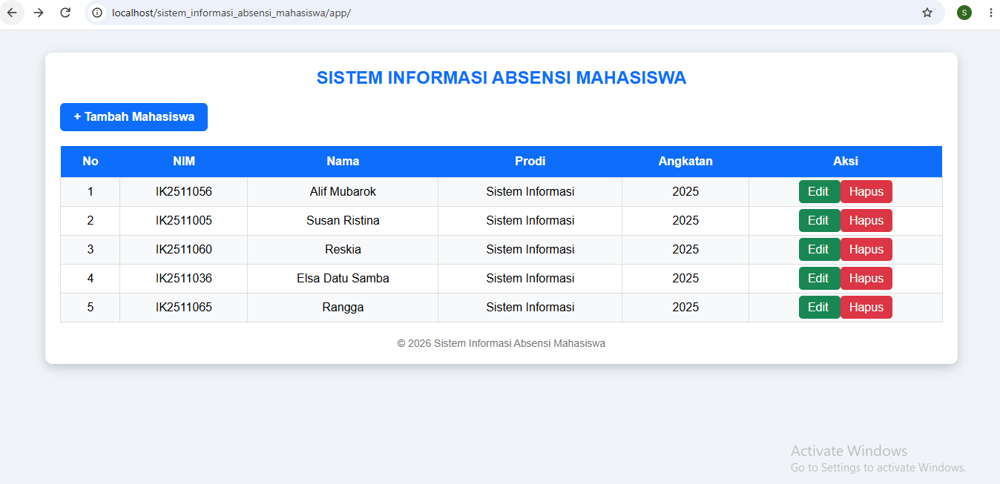 localhost/sistem_informasi_absensi_mahasiswa/app/
S
SISTEM INFORMASI ABSENSI MAHASISWA
+ Tambah Mahasiswa
No NIM Nama Prodi Angkatan Aksi
1 IK2511056 Alif Mubarok Sistem Informasi 2025 Edit Hapus
2 IK2511005 Susan Ristina Sistem Informasi 2025 Edit Hapus
3 IK2511060 Reskia Sistem Informasi 2025 Edit Hapus
4 IK2511036 Elsa Datu Samba Sistem Informasi 2025 Edit Hapus
5 IK2511065 Rangga Sistem Informasi 2025 Edit Hapus
© 2026 Sistem Informasi Absensi Mahasiswa
Activate Windows
Go to Settings to activate Windows.